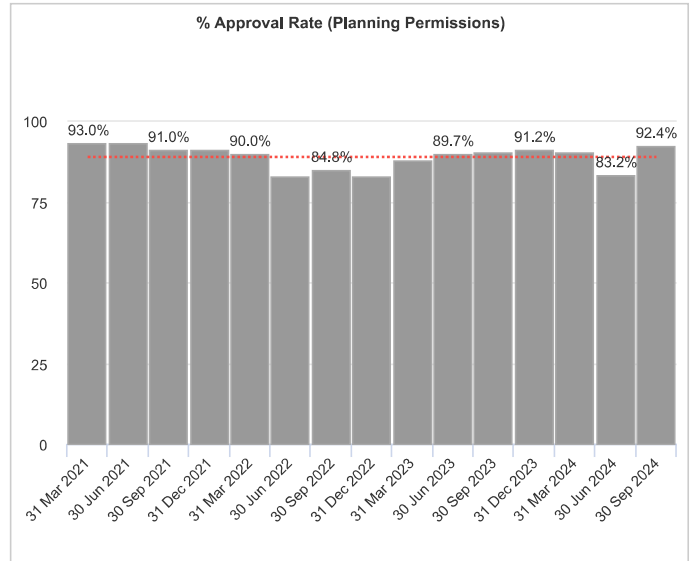 % Approval Rate (Planning Permissions)
100
75
50
25
0
93.0%
91.0%
90.0%
84.8%
89.7%
91.2%
83.2%
92.4%
31 Mar 2021
30 Jun 2021
30 Sep 2021
31 Dec 2021
31 Mar 2022
30 Jun 2022
30 Sep 2022
31 Dec 2022
31 Mar 2023
30 Jun 2023
30 Sep 2023
31 Dec 2023
31 Mar 2024
30 Jun 2024
30 Sep 2024